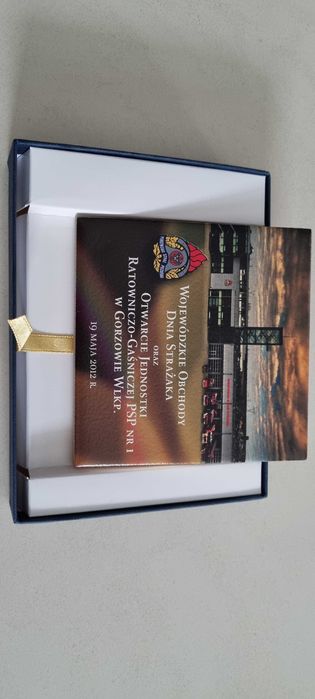 Wojewódzkie Obchody
Dnia Strażaka
oraz
Otwarcie Jednostki
Ratowniczo-Gaśniczej PSP nr 1
w Gorzowie Wlkp.
19 maja 2012 r.